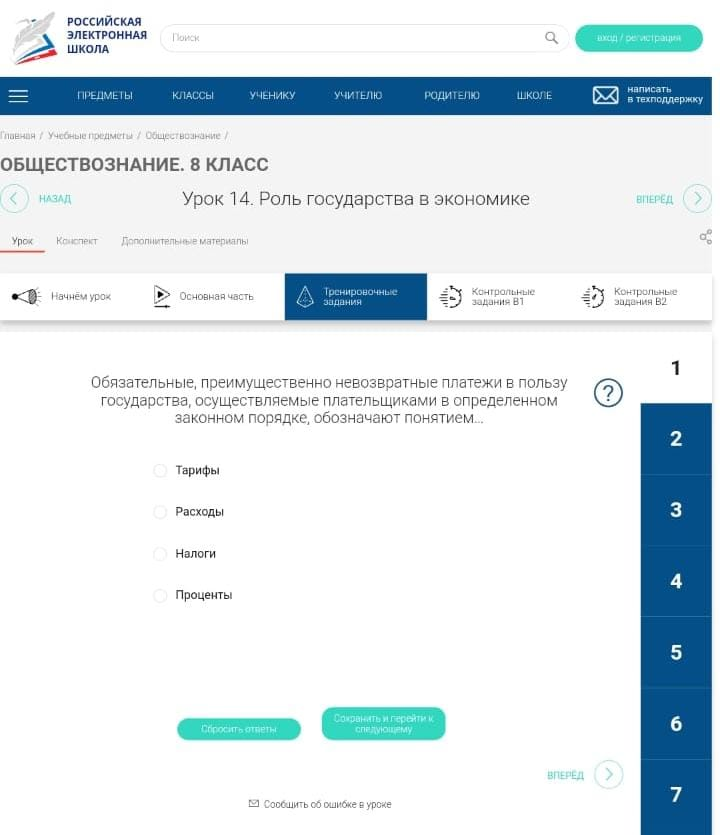 РОССИЙСКАЯ
ЭЛЕКТРОННАЯ
ШКОЛА
Поиск
вход / регистрация
ПРЕДМЕТЫ
КЛАССЫ
УЧЕНИКУ
УЧИТЕЛЮ
РОДИТЕЛЮ
ШКОЛЕ
написать
в техподдержку
Главная / Учебные предметы / Обществознание /
ОБЩЕСТВОЗНАНИЕ. 8 КЛАСС
НАЗАД
Урок 14. Роль государства в экономике
ВПЕРЁД
Урок
Конспект
Дополнительные материалы
Начнём урок
Основная часть
Тренировочные
задания
Контрольные
задания B1
Контрольные
задания B2
Обязательные, преимущественно невозвратные платежи в пользу
государства, осуществляемые плательщиками в определенном
законном порядке, обозначают понятием...
?
Тарифы
Расходы
Налоги
Проценты
1
2
3
4
5
6
7
Сбросить ответы
Сохранить и перейти к
следующему
ВПЕРЁД
Сообщить об ошибке в уроке